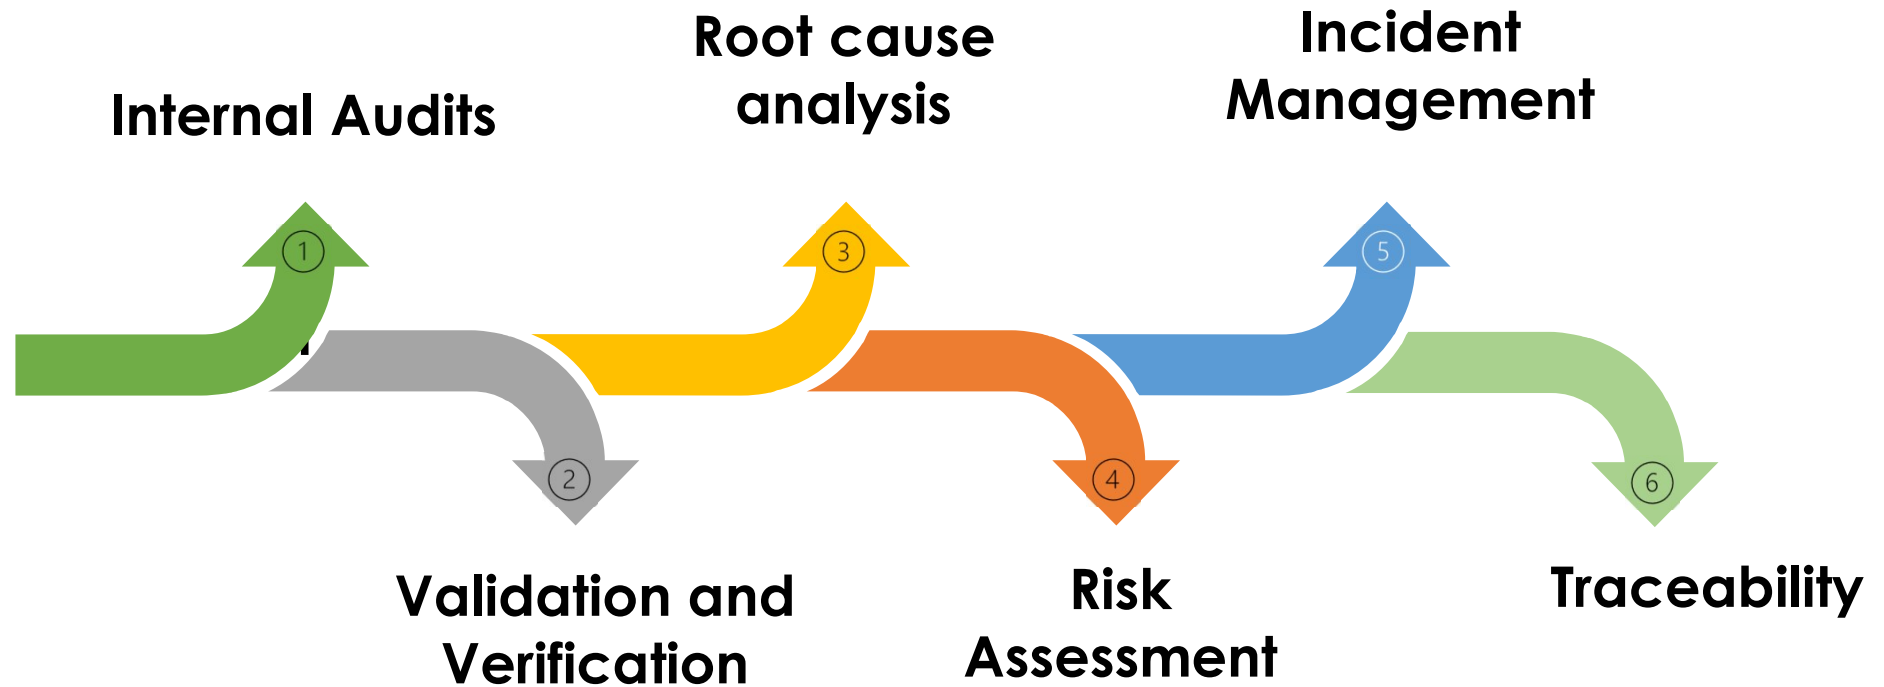 Internal Audits
1
Validation and
Verification
2
Root cause
analysis
3
Risk
Assessment
4
Incident
Management
5
Traceability
6